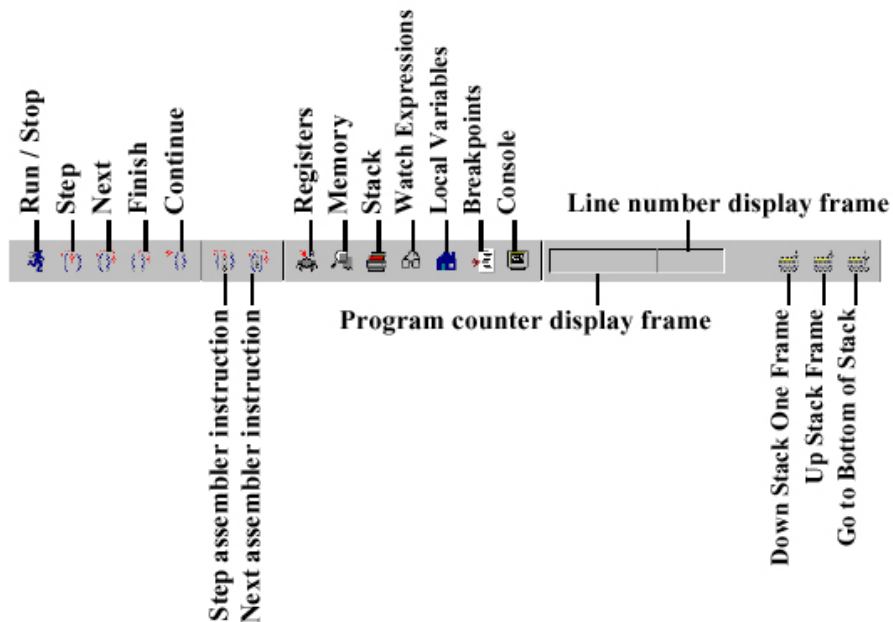 Run / Stop
Step
Next
Finish
Continue
Registers
Memory
Stack
Watch Expressions
Local Variables
Breakpoints
Console
Line number display frame
Program counter display frame
Step assembler instruction
Next assembler instruction
Down Stack One Frame
Up Stack Frame
Go to Bottom of Stack